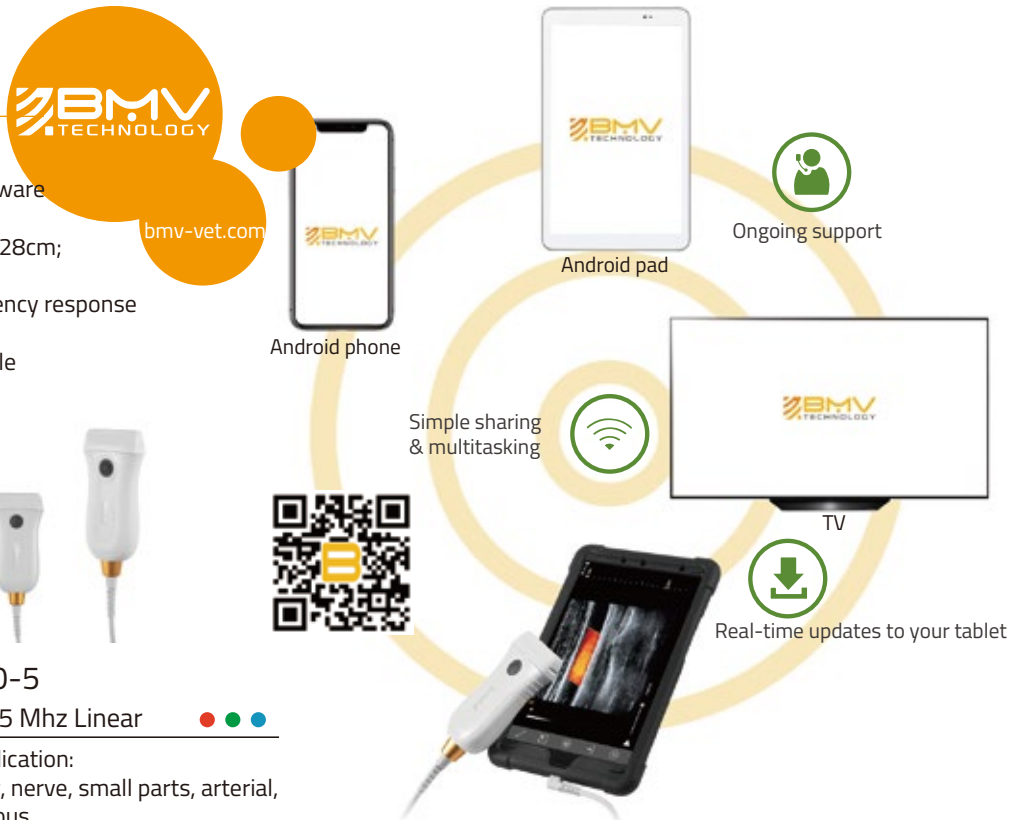 BMV
TECHNOLOGY
ware
bmv-vet.com
28cm;
ency response
le
BMV
TECHNOLOGY
Android phone
BMV
TECHNOLOGY
Android pad
Ongoing support
Simple sharing
& multitasking
BMV
TECHNOLOGY
TV
B
Real-time updates to your tablet
0-5
5 Mhz Linear
lication:
, nerve, small parts, arterial,
ous